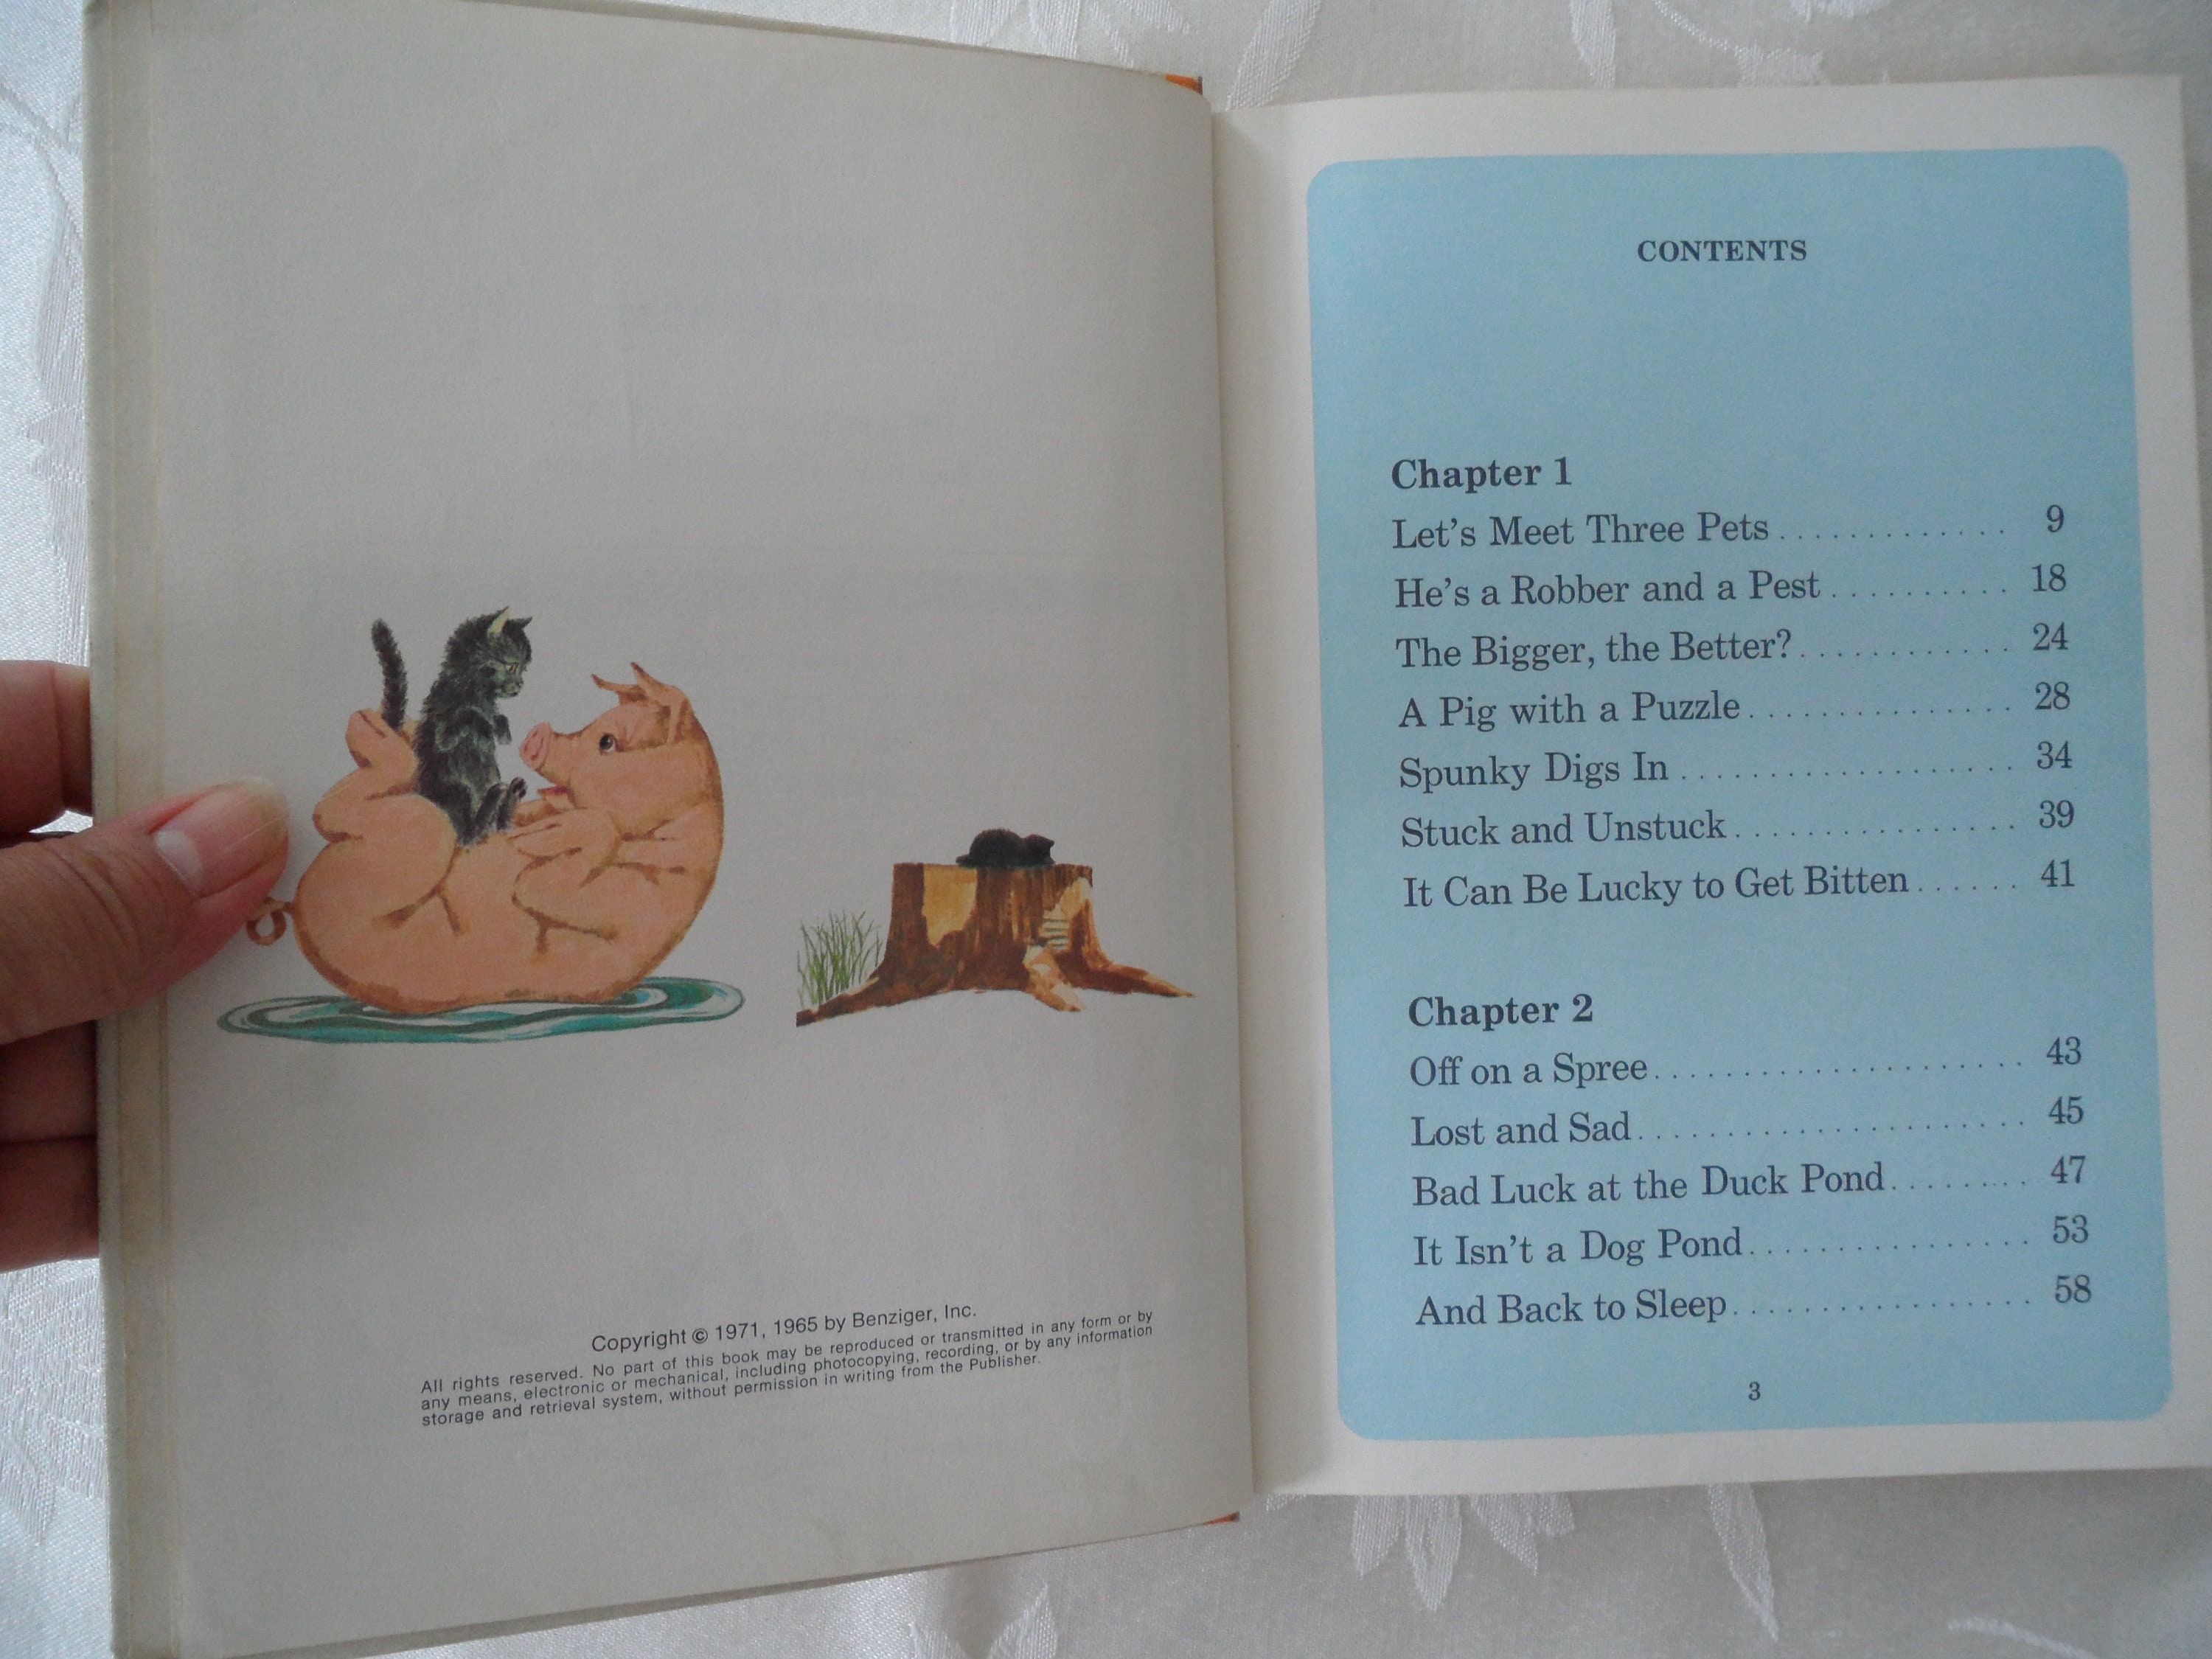 Copyright © 1971, 1965 by Benziger, Inc.
All rights reserved. No part of this book may be reproduced or transmitted in any form or by
any means, electronic or mechanical, including photocopying, recording, or by any information
storage and retrieval system, without permission in writing from the Publisher.
CONTENTS
Chapter 1
Let's Meet Three Pets ............. 9
He's a Robber and a Pest .......... 18
The Bigger, the Better? ............ 24
A Pig with a Puzzle ............... 28
Spunky Digs In ................... 34
Stuck and Unstuck ................ 39
It Can Be Lucky to Get Bitten ...... 41
Chapter 2
Off on a Spree ..................... 43
Lost and Sad ...................... 45
Bad Luck at the Duck Pond ........ 47
It Isn't a Dog Pond ................ 53
And Back to Sleep ................. 58
3